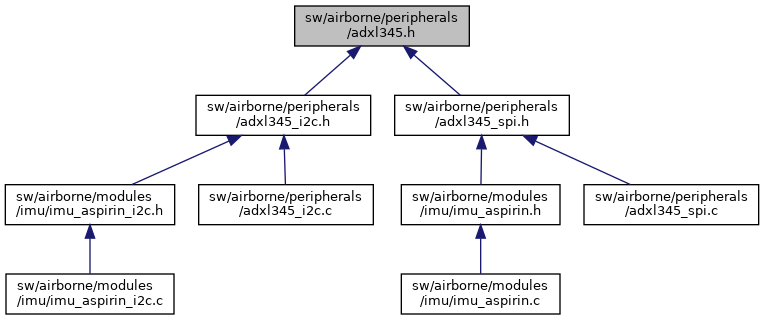 sw/airborne/peripherals
/adxl345.h
sw/airborne/peripherals
/adxl345_i2c.h
sw/airborne/peripherals
/adxl345_spi.h
sw/airborne/modules
/imu/imu_aspirin_i2c.h
sw/airborne/peripherals
/adxl345_i2c.c
sw/airborne/modules
/imu/imu_aspirin.h
sw/airborne/peripherals
/adxl345_spi.c
sw/airborne/modules
/imu/imu_aspirin_i2c.c
sw/airborne/modules
/imu/imu_aspirin.c